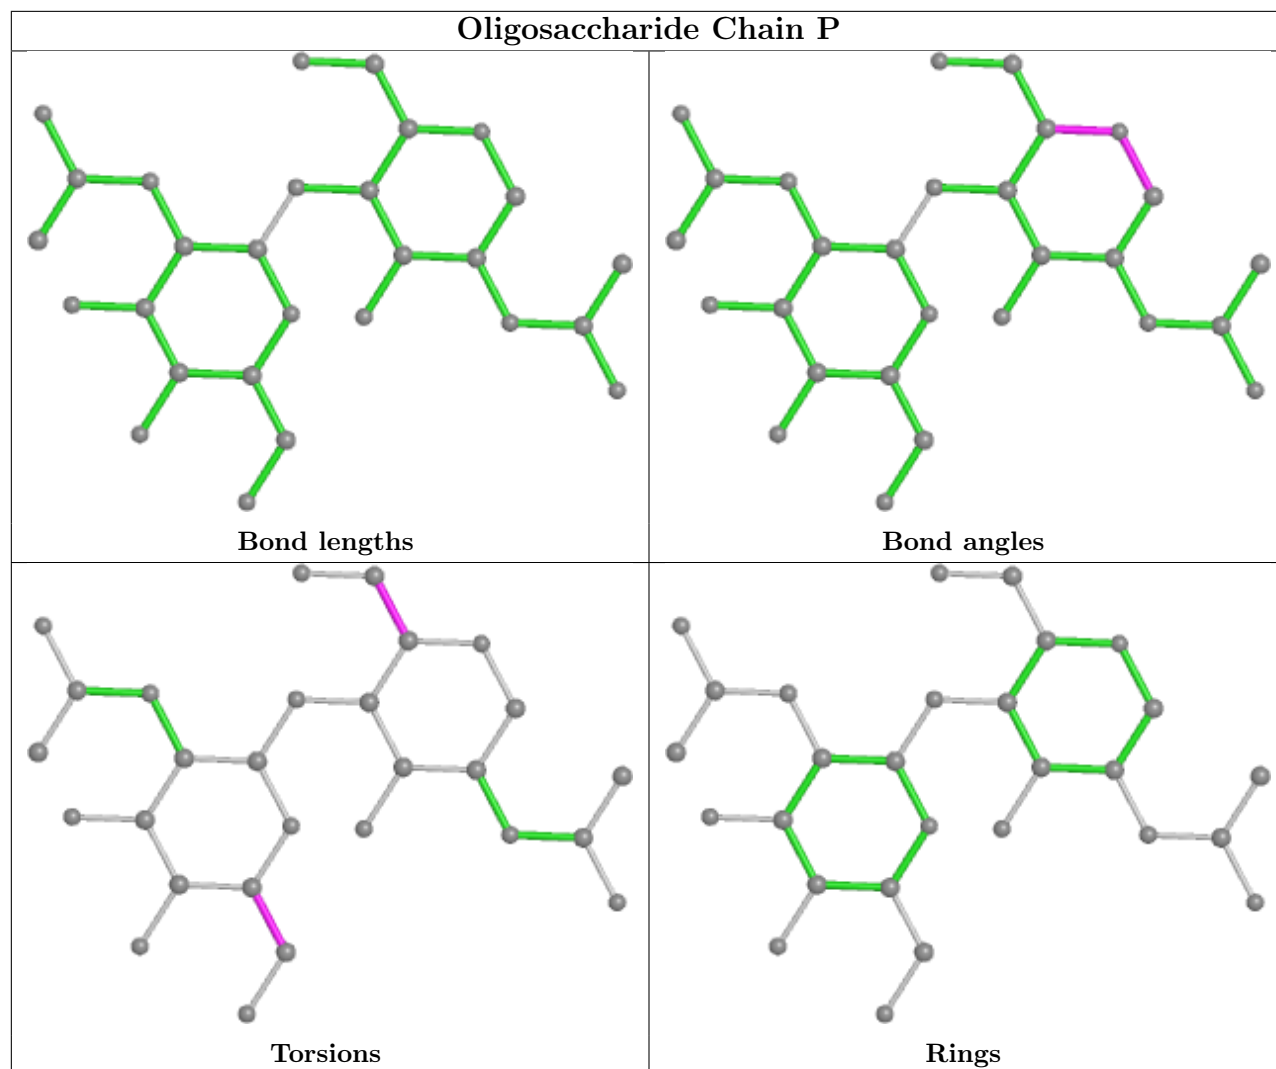 Oligosaccharide Chain P
Bond lengths
Bond angles
Torsions
Rings